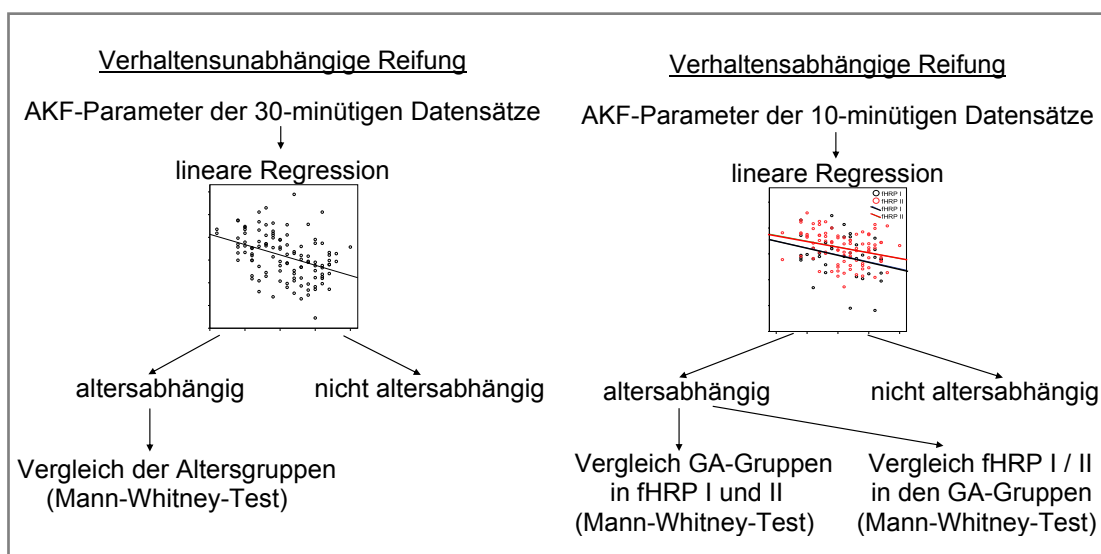 Verhaltensunabhängige Reifung
AKF-Parameter der 30-minütigen Datensätze
lineare Regression
altersabhängig
nicht altersabhängig
Vergleich der Altersgruppen
(Mann-Whitney-Test)
Verhaltensabhängige Reifung
AKF-Parameter der 10-minütigen Datensätze
lineare Regression
fHRP I
fHRP II
fHRP I
fHRP II
altersabhängig
nicht altersabhängig
Vergleich GA-Gruppen
in fHRP I und II
(Mann-Whitney-Test)
Vergleich fHRP I / II
in den GA-Gruppen
(Mann-Whitney-Test)